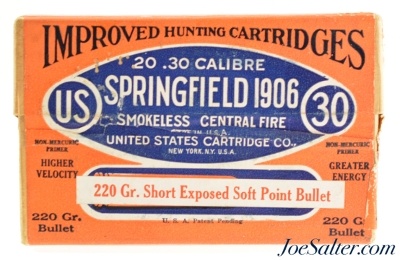 IMPROVED HUNTING CARTRIDGES
20 .30 CALIBRE
US SPRINGFIELD 1906 30
SMOKELESS CENTRAL FIRE
U.S.A.
UNITED STATES CARTRIDGE CO.,
NEW YORK, N.Y. U.S.A.
NON-MERCURIC
PRIMER
HIGHER
VELOCITY
NON-MERCURIC
PRIMER
GREATER
ENERGY
220 Gr. Short Exposed Soft Point Bullet
220 Gr.
Bullet
U. S. A. Patent Pending
220 G
Bullet
JoeSalter.com